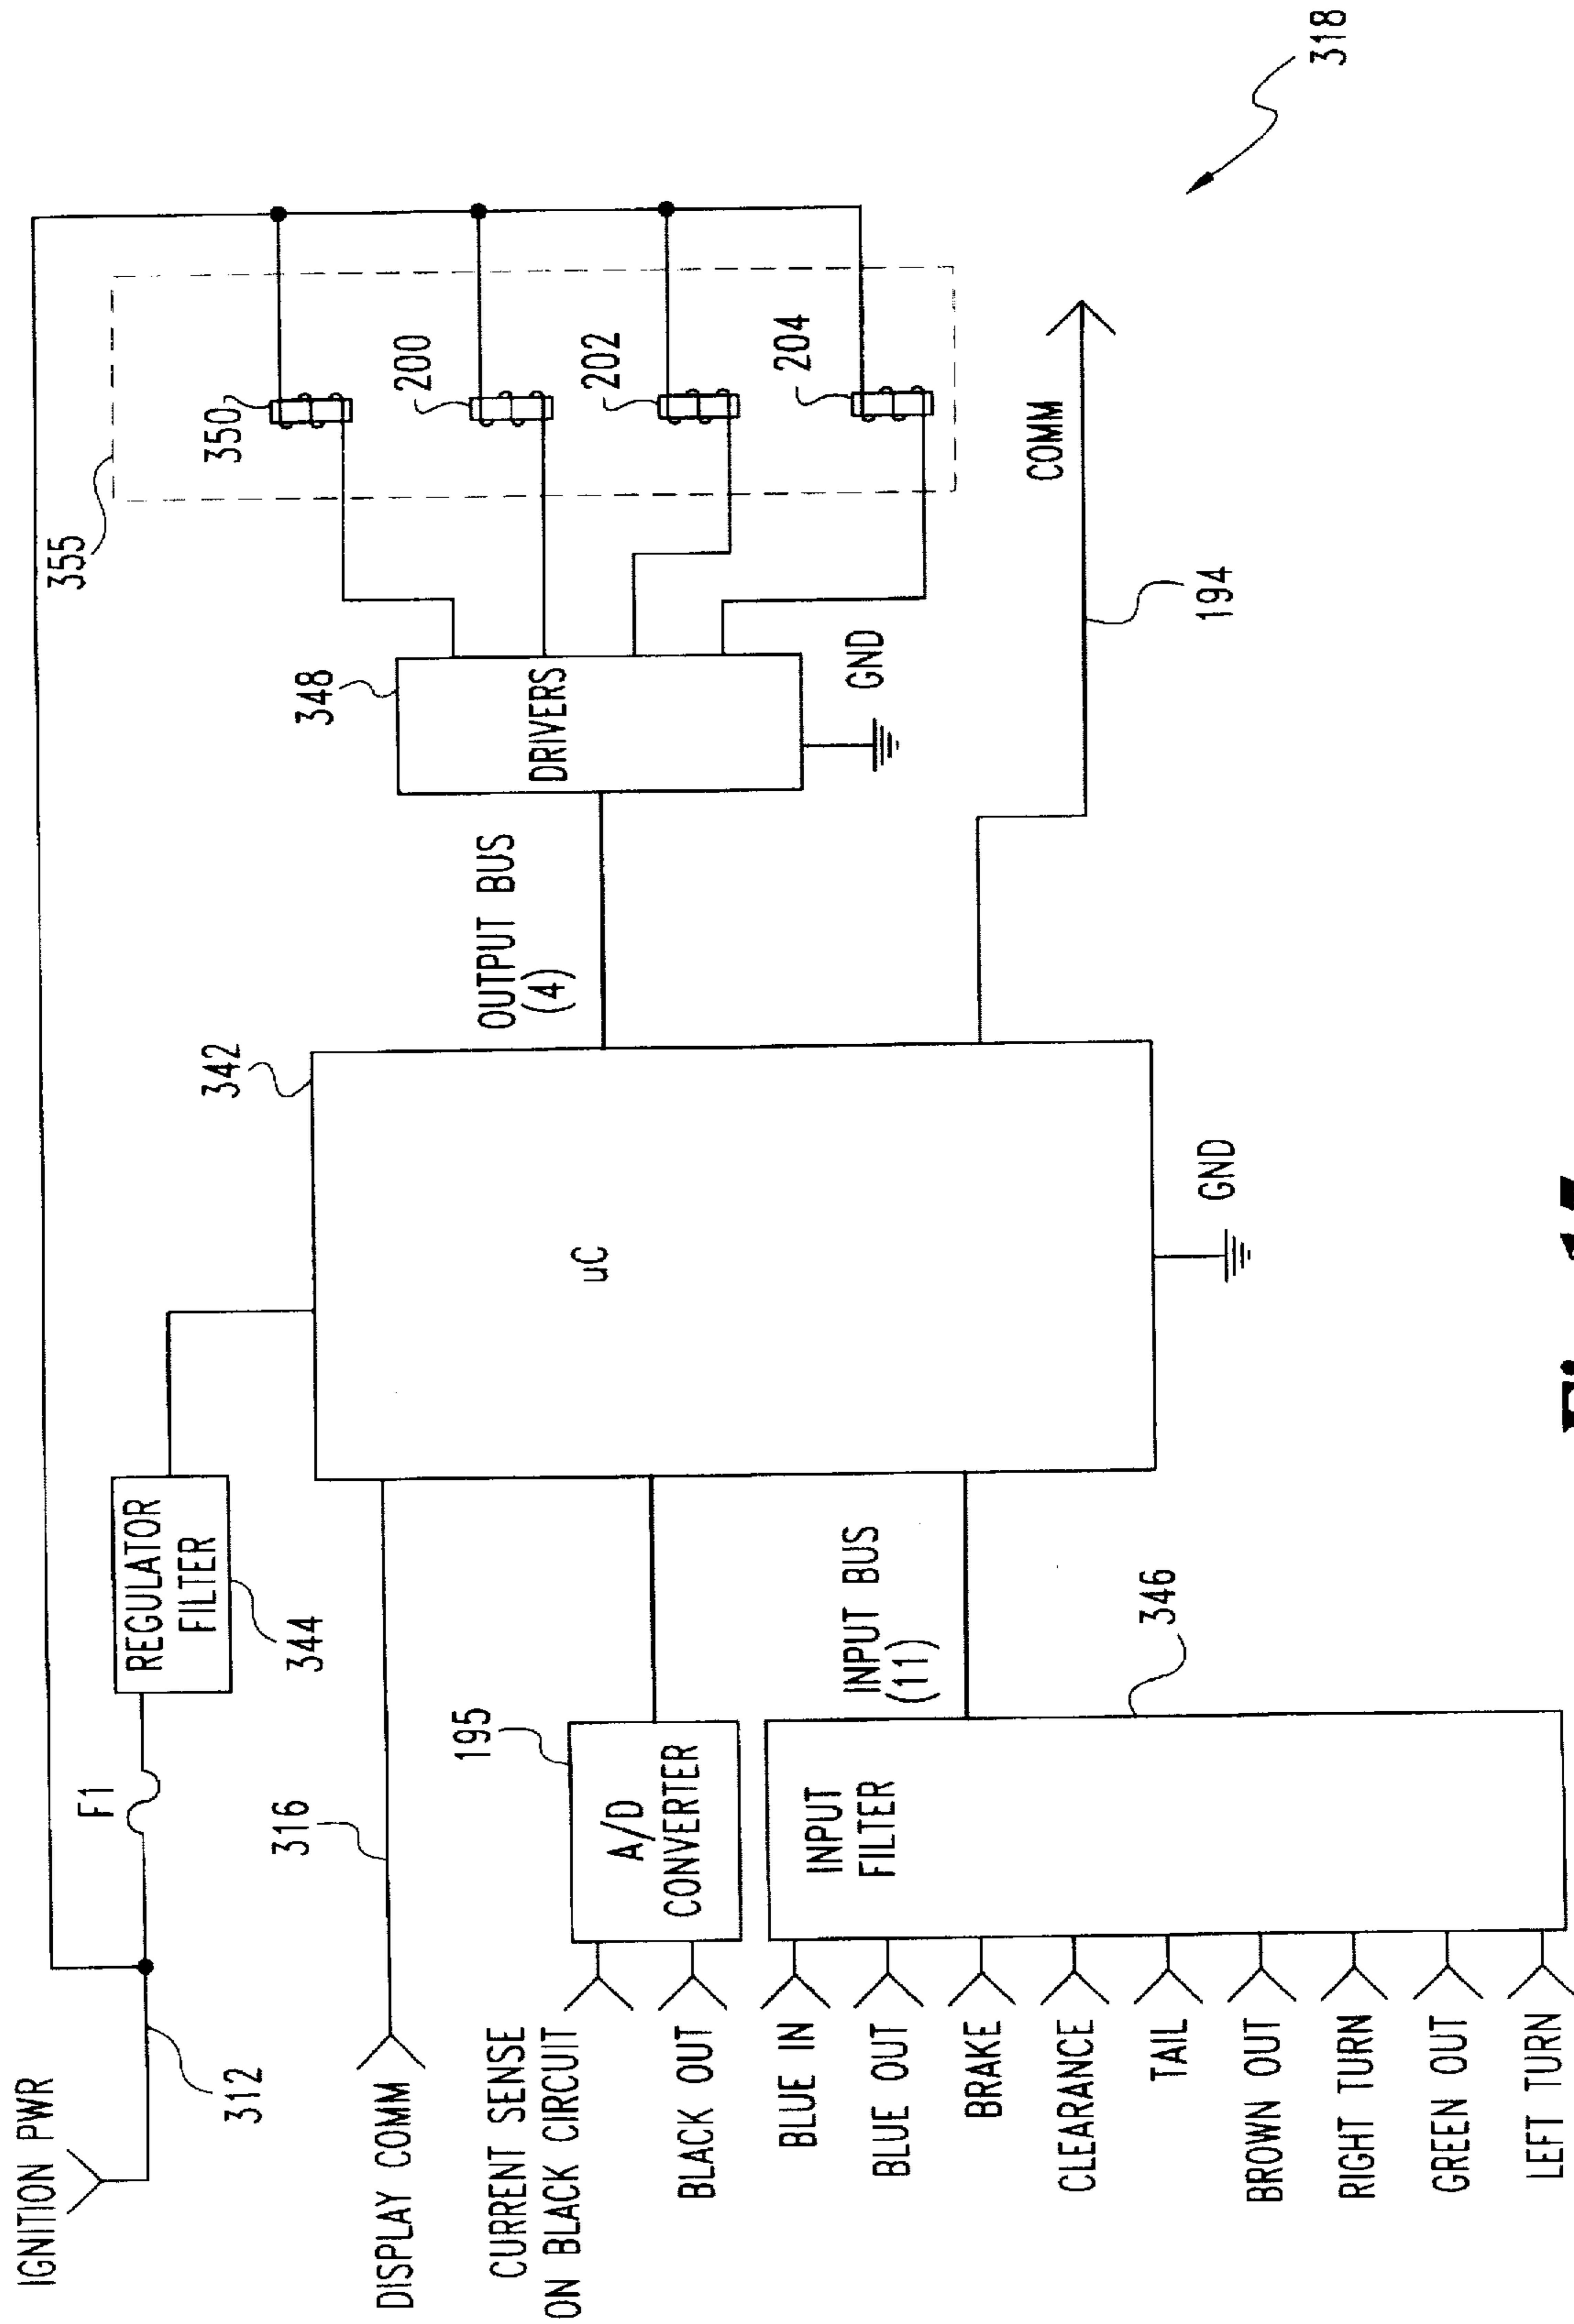 IGNITION PWR
312
F1
REGULATOR
FILTER
344
DISPLAY COMM
316
CURRENT SENSE
ON BLACK CIRCUIT
BLACK OUT
195
A/D
CONVERTER
BLUE IN
BLUE OUT
BRAKE
CLEARANCE
TAIL
BROWN OUT
RIGHT TURN
GREEN OUT
LEFT TURN
INPUT
FILTER
346
INPUT BUS
(11)
342
uC
GND
OUTPUT BUS
(4)
348
DRIVERS
GND
355
350
200
202
204
COMM
194
318